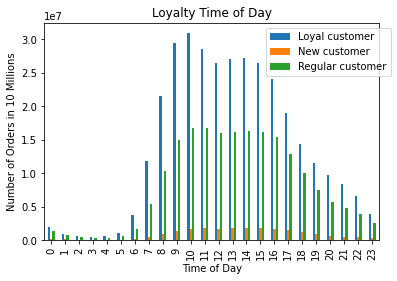 Loyalty Time of Day
1e7
Loyal customer
New customer
Regular customer
Number of Orders in 10 Millions
3.0
2.5
2.0
1.5
1.0
0.5
0.0
0 1 2 3 4 5 6 7 8 9 10 11 12 13 14 15 16 17 18 19 20 21 22 23
Time of Day